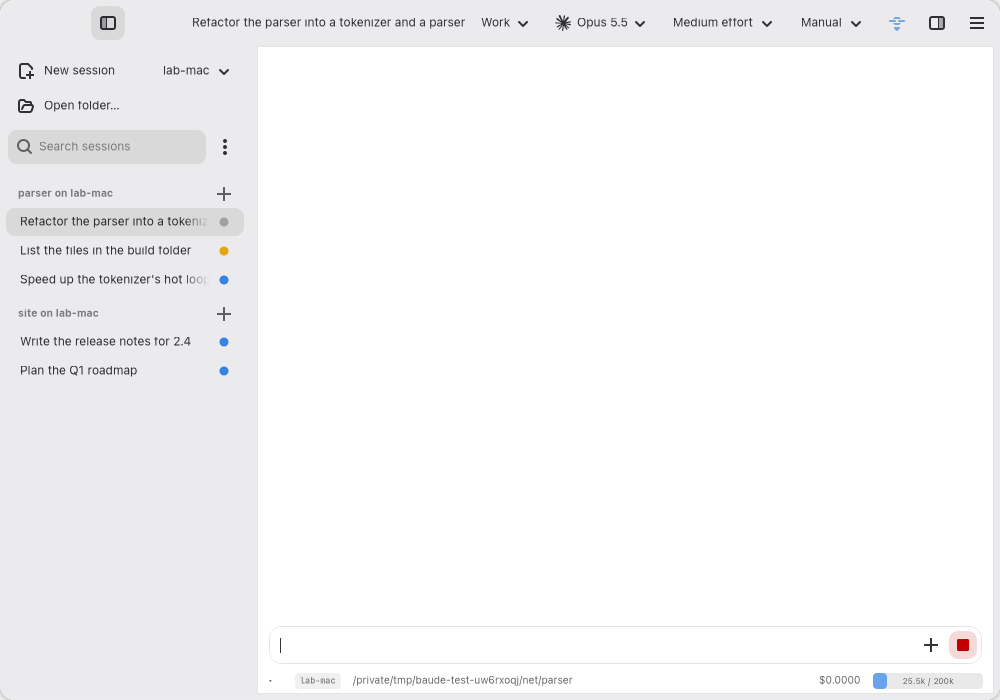 Refactor the parser into a tokenizer and a parser
Work
Opus 5.5
Medium effort
Manual
New session
lab-mac
Open folder...
Search sessions
parser on lab-mac
Refactor the parser into a tokeniz
List the files in the build folder
Speed up the tokenizer's hot loop
site on lab-mac
Write the release notes for 2.4
Plan the Q1 roadmap
lab-mac
/private/tmp/baude-test-uw6rxoqj/net/parser
$0.0000
25.5k / 200k